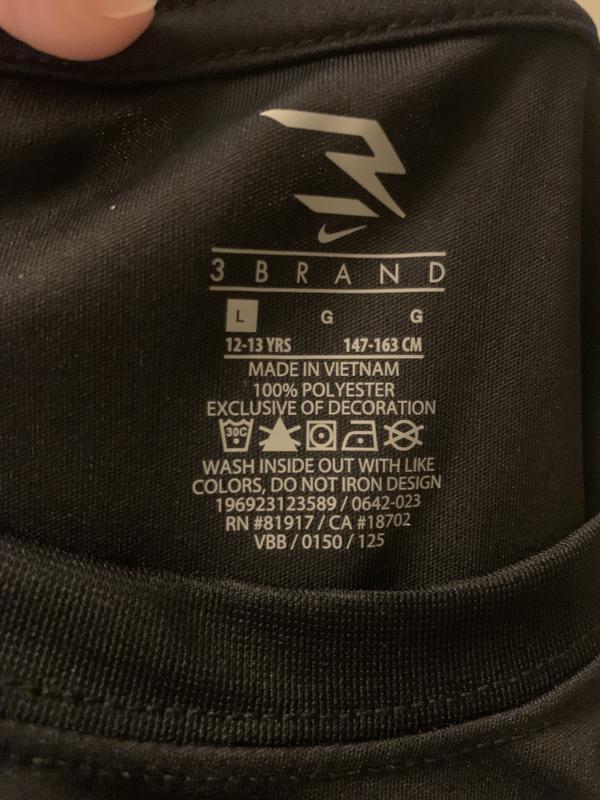 3 BRAND
L G G
12-13 YRS 147-163 CM
MADE IN VIETNAM
100% POLYESTER
EXCLUSIVE OF DECORATION
30C
WASH INSIDE OUT WITH LIKE
COLORS, DO NOT IRON DESIGN
196923123589 / 0642-023
RN #81917 / CA #18702
VBB / 0150 / 125